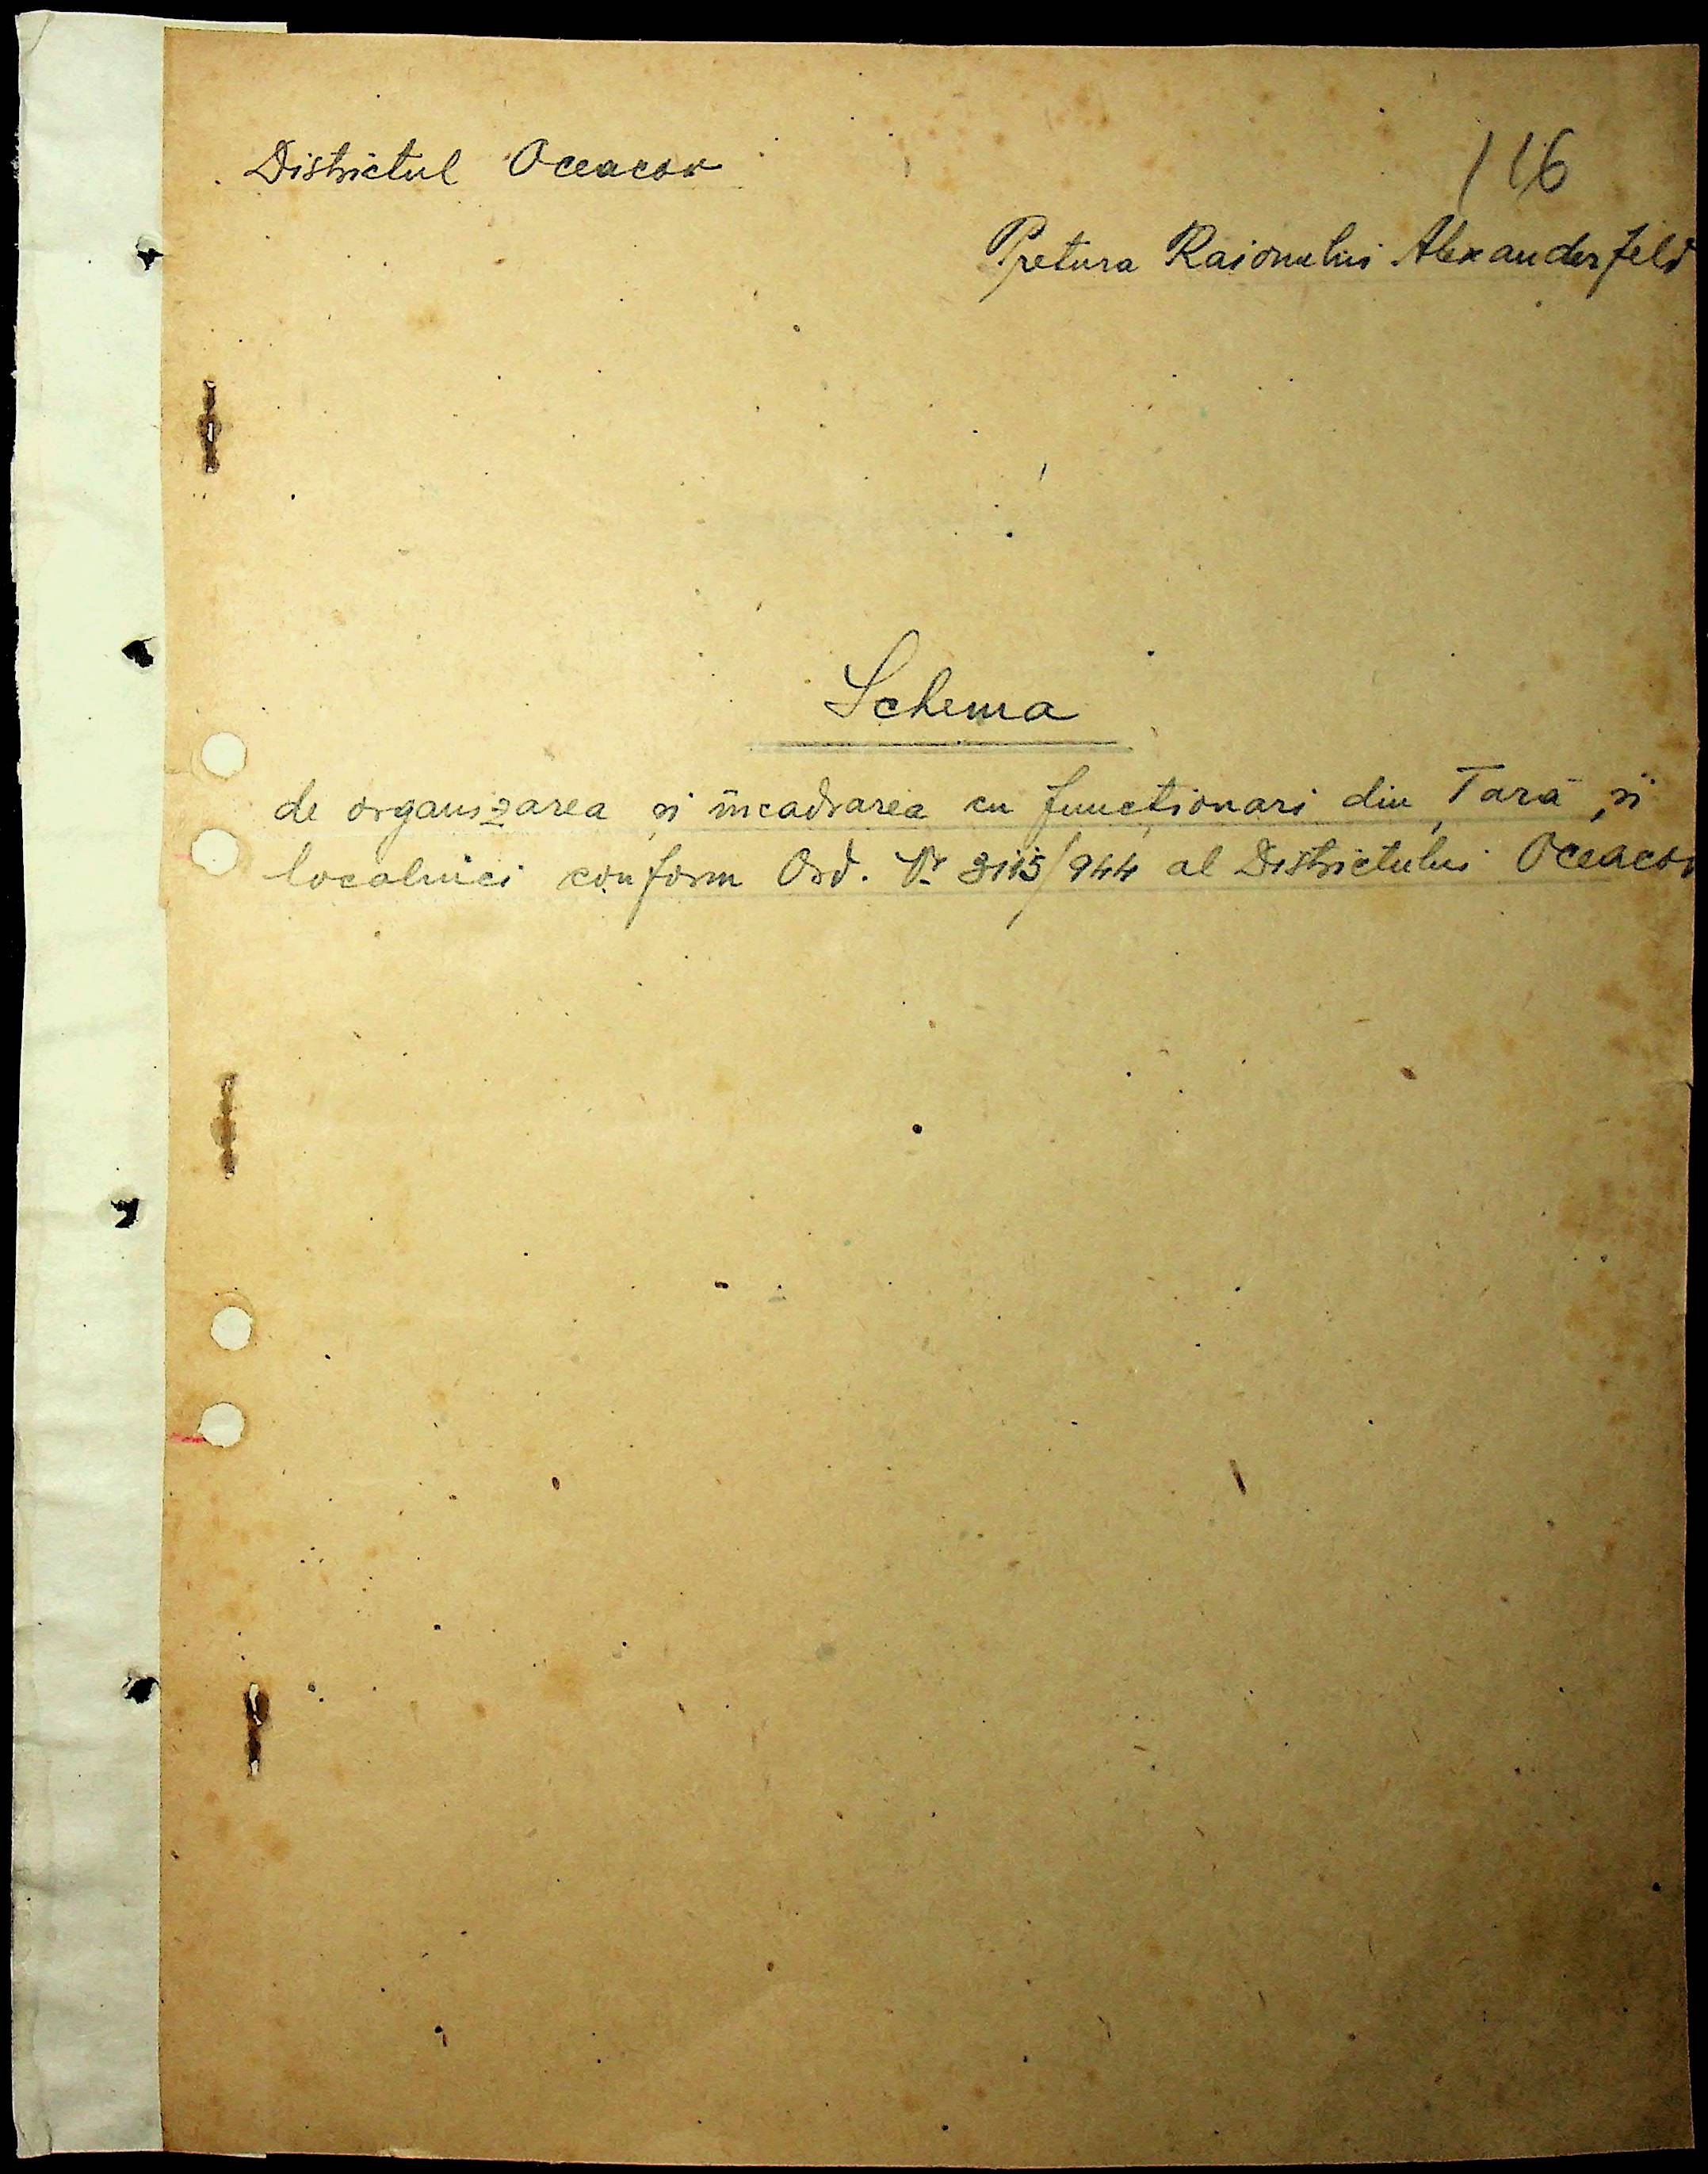 Districtul Oceacov
116
Pretura Raionului Alexanderfeld
Schema
de organizarea și incadrarea cu funcționari din Țară și
localnici conform Ord. Nr 3115/944 al Districtului Oceacov